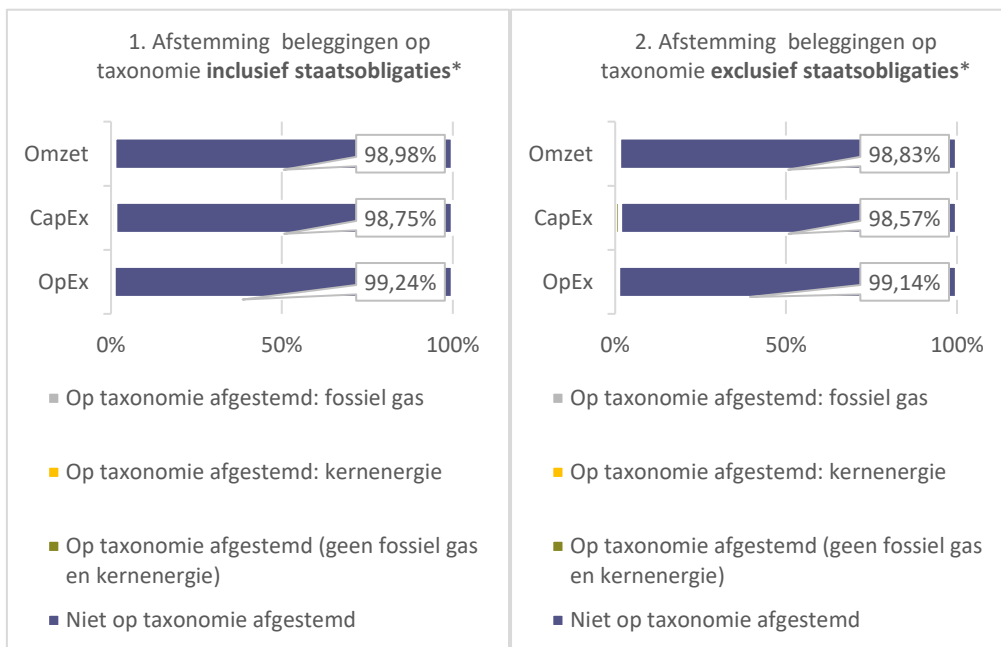 1. Afstemming beleggingen op
taxonomie inclusief staatsobligaties*
Omzet
98,98%
CapEx
98,75%
OpEx
99,24%
0%
50%
100%
Op taxonomie afgestemd: fossiel gas
Op taxonomie afgestemd: kernenergie
Op taxonomie afgestemd (geen fossiel gas
en kernenergie)
Niet op taxonomie afgestemd
2. Afstemming beleggingen op
taxonomie exclusief staatsobligaties*
Omzet
98,83%
CapEx
98,57%
OpEx
99,14%
0%
50%
100%
Op taxonomie afgestemd: fossiel gas
Op taxonomie afgestemd: kernenergie
Op taxonomie afgestemd (geen fossiel gas
en kernenergie)
Niet op taxonomie afgestemd